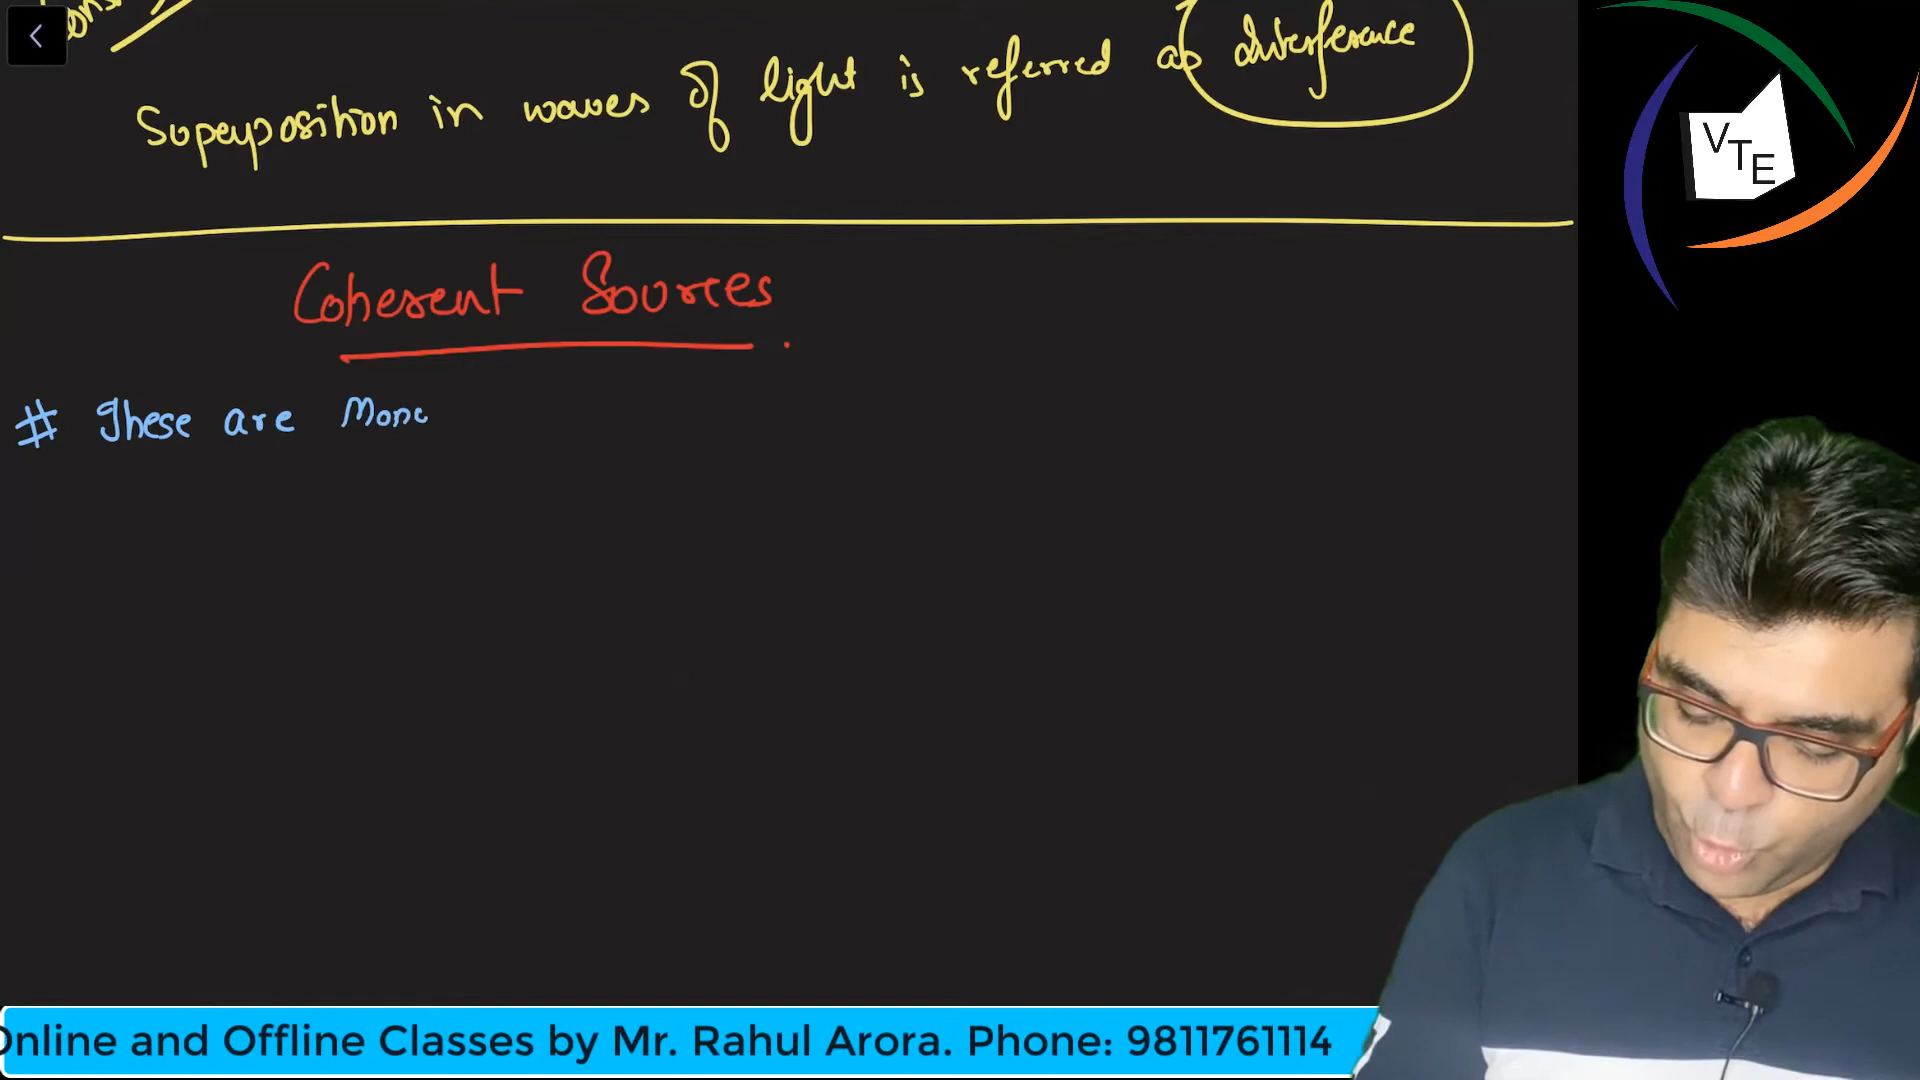 Superposition in waves of light is referred as Interference
VTE
Coherent Sources
# These are Mono
Online and Offline Classes by Mr. Rahul Arora. Phone: 9811761114